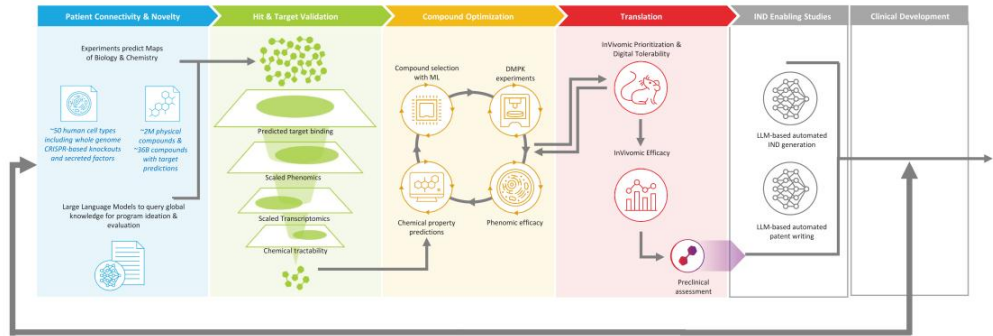 Patient Connectivity & Novelty
Hit & Target Validation
Compound Optimization
Translation
IND Enabling Studies
Clinical Development
Experiments predict Maps
of Biology & Chemistry
~50 human cell types
including whole genome
CRISPR-based knockouts
and secreted factors
~2M physical
compounds &
~36B compounds
with target
predictions
Large Language Models to query global
knowledge for program ideation &
evaluation
Predicted target binding
Scaled Phenomics
Scaled Transcriptomics
Chemical tractability
Compound selection
with ML
DMPK
experiments
Chemical property
predictions
Phenomic efficacy
InVivomic Prioritization &
Digital Tolerability
InVivomic Efficacy
Preclinical
assessment
LLM-based automated
IND generation
LLM-based automated
patent writing